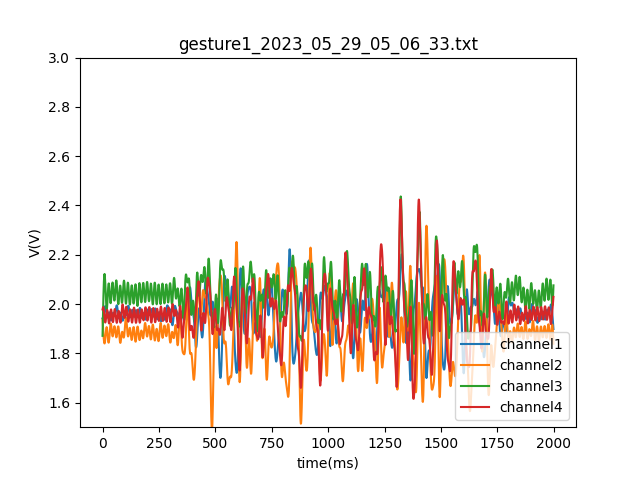 gesture1_2023_05_29_05_06_33.txt
3.0
2.8
2.6
2.4
2.2
2.0
1.8
1.6
V(V)
channel1
channel2
channel3
channel4
0 250 500 750 1000 1250 1500 1750 2000
time(ms)